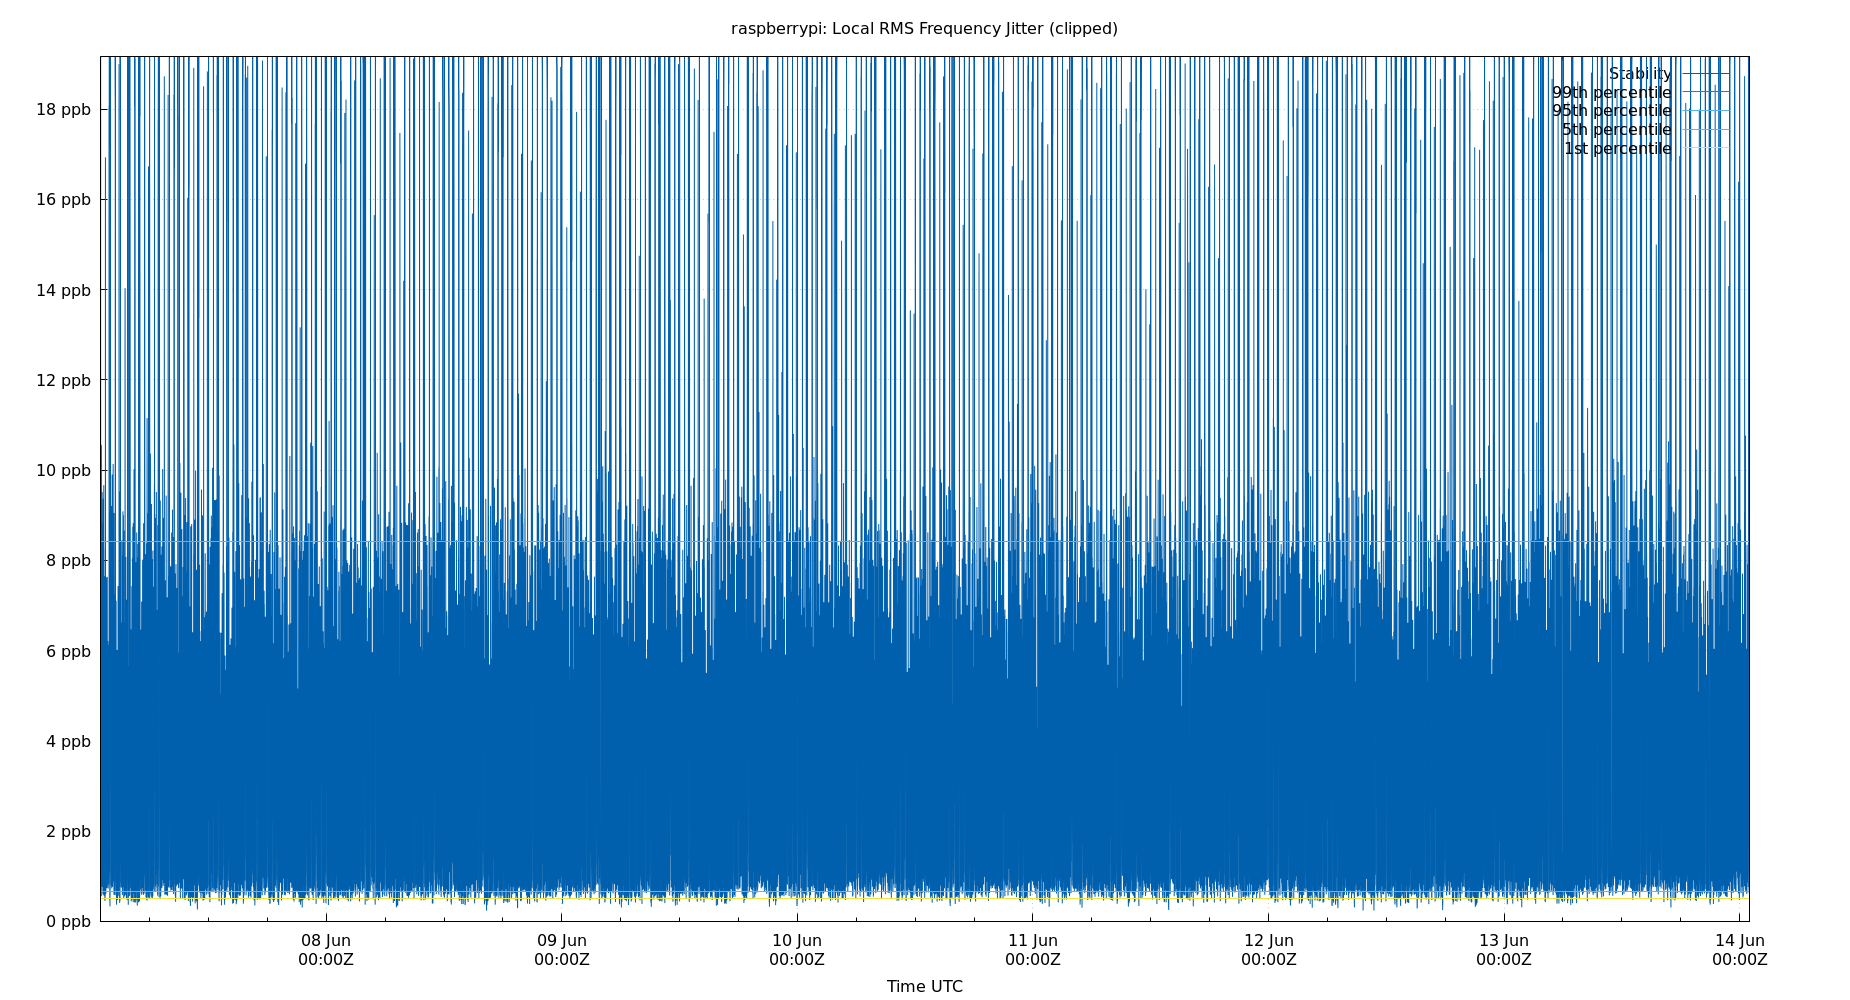 raspberrypi: Local RMS Frequency Jitter (clipped)
Stability
99th percentile
95th percentile
5th percentile
1st percentile
18 ppb
16 ppb
14 ppb
12 ppb
10 ppb
8 ppb
6 ppb
4 ppb
2 ppb
0 ppb
08 Jun 09 Jun 10 Jun 11 Jun 12 Jun 13 Jun 14 Jun
00:00Z 00:00Z 00:00Z 00:00Z 00:00Z 00:00Z 00:00Z
Time UTC